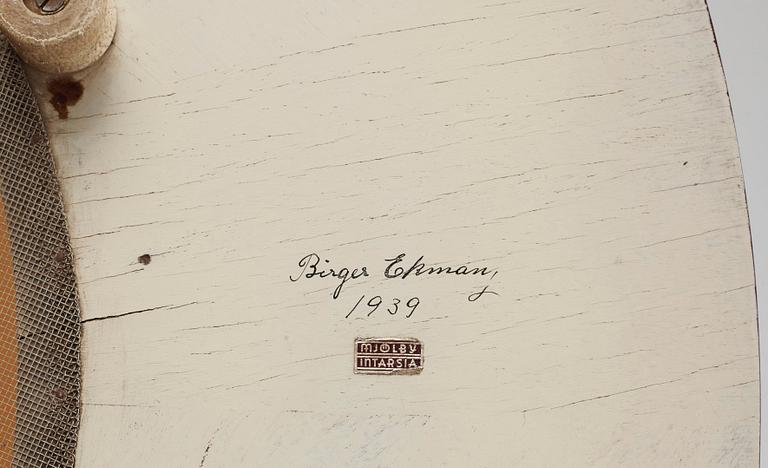 Birger Ekman,
1939
MJÖLBY
INTARSIA